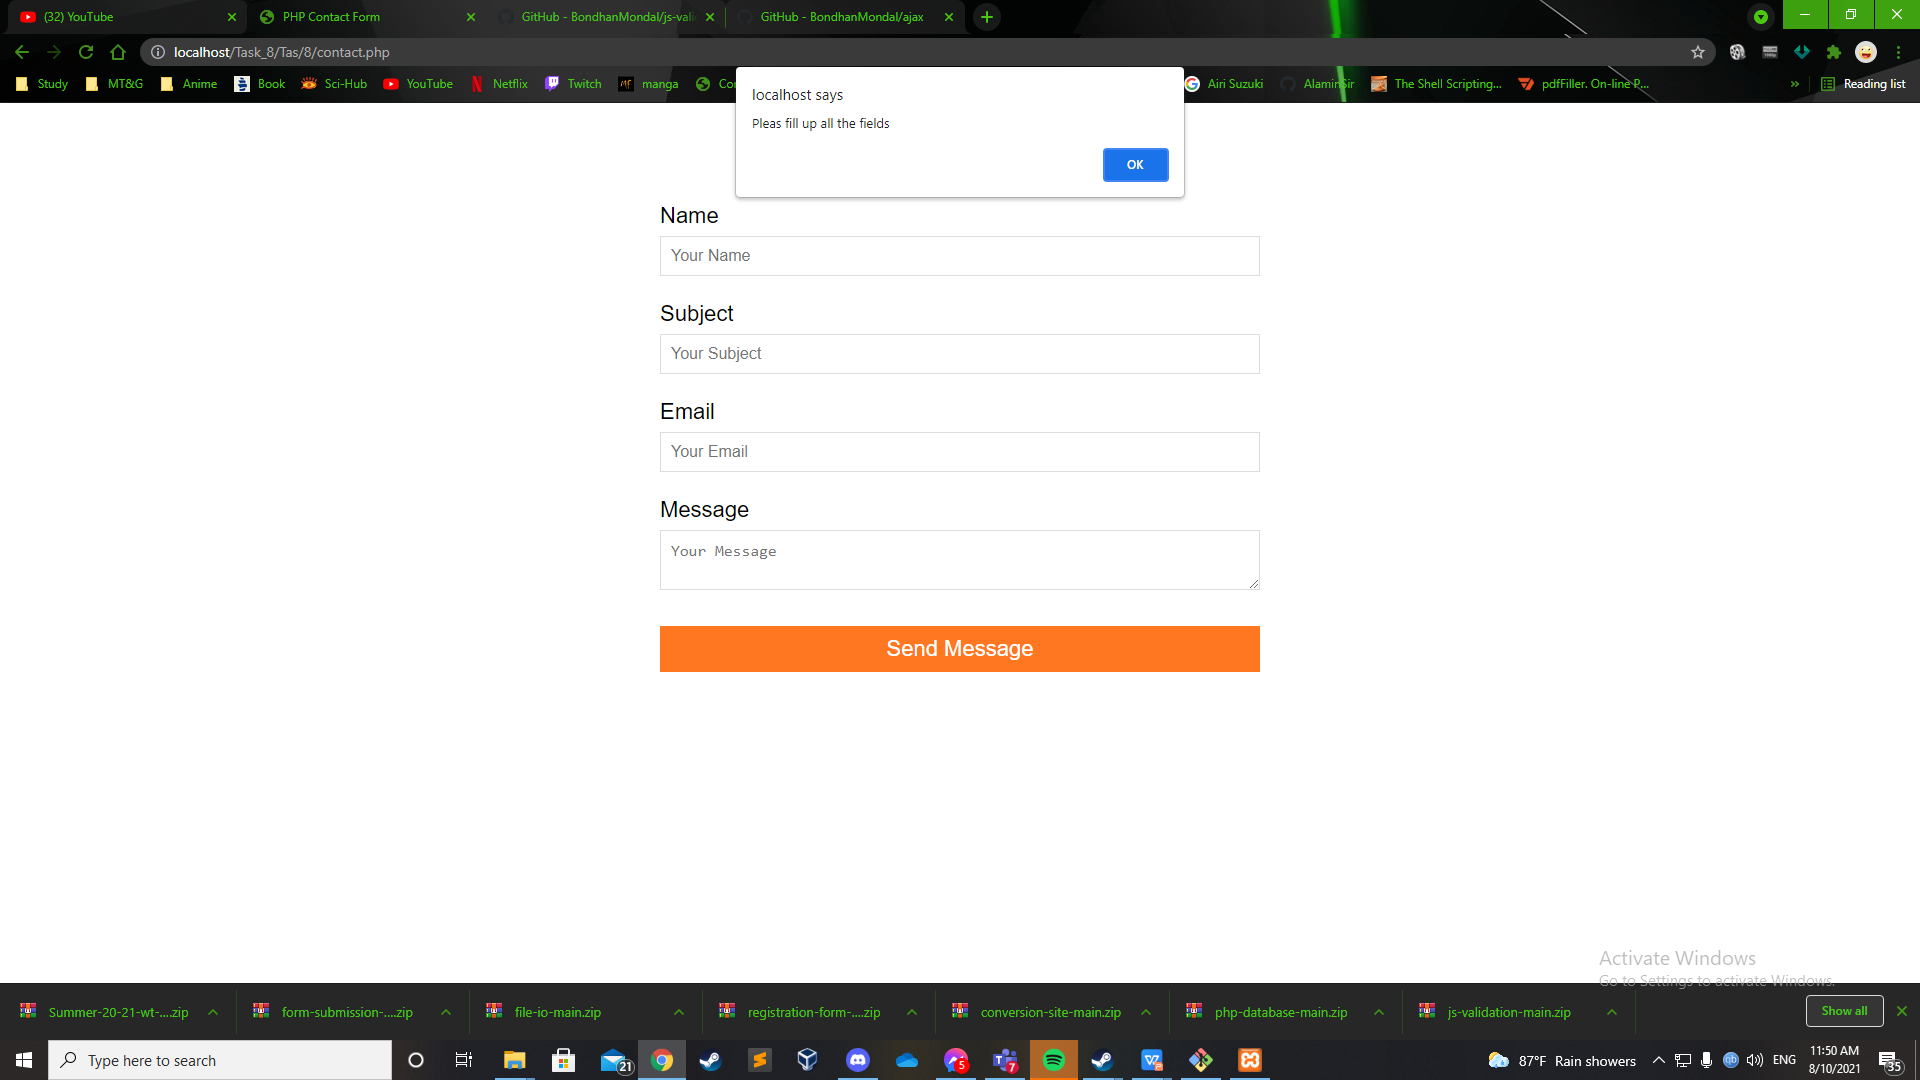 (32) YouTube
PHP Contact Form
GitHub - BondhanMondal/js-vali
GitHub - BondhanMondal/ajax
localhost/Task_8/Tas/8/contact.php
Study
MT&G
Anime
Book
Sci-Hub
YouTube
Netflix
Twitch
manga
Co
Airi Suzuki
AlaminSir
The Shell Scripting...
pdfFiller. On-line P...
»
Reading list
localhost says
Pleas fill up all the fields
OK
Name
Your Name
Subject
Your Subject
Email
Your Email
Message
Your Message
Send Message
Activate Windows
Go to Settings to activate Windows.
Summer-20-21-wt-....zip
form-submission-....zip
file-io-main.zip
registration-form-....zip
conversion-site-main.zip
php-database-main.zip
js-validation-main.zip
Show all
Type here to search
21
5
7
87°F Rain showers
ENG
11:50 AM
8/10/2021
35